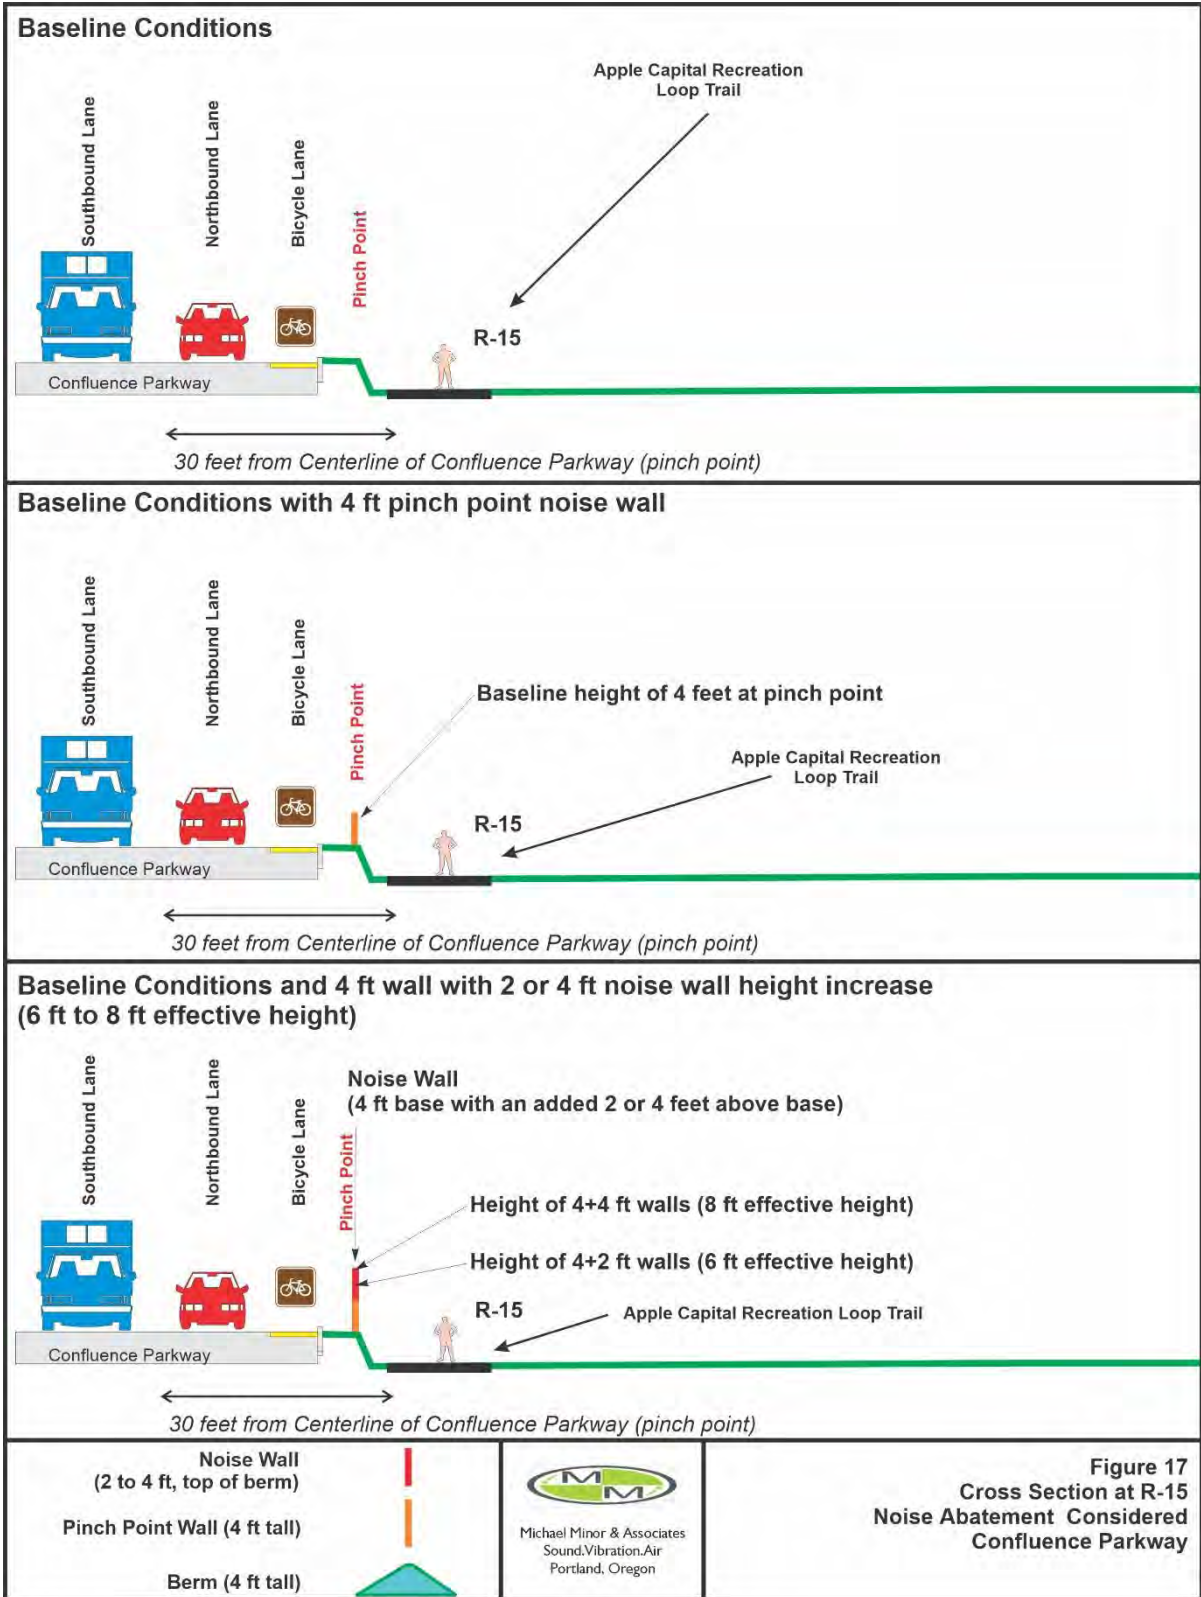 Baseline Conditions
Apple Capital Recreation
Loop Trail
Southbound Lane
Northbound Lane
Bicycle Lane
Pinch Point
R-15
Confluence Parkway
30 feet from Centerline of Confluence Parkway (pinch point)
Baseline Conditions with 4 ft pinch point noise wall
Southbound Lane
Northbound Lane
Bicycle Lane
Pinch Point
Baseline height of 4 feet at pinch point
Apple Capital Recreation
Loop Trail
R-15
Confluence Parkway
30 feet from Centerline of Confluence Parkway (pinch point)
Baseline Conditions and 4 ft wall with 2 or 4 ft noise wall height increase
(6 ft to 8 ft effective height)
Southbound Lane
Northbound Lane
Bicycle Lane
Noise Wall
(4 ft base with an added 2 or 4 feet above base)
Pinch Point
Height of 4+4 ft walls (8 ft effective height)
Height of 4+2 ft walls (6 ft effective height)
R-15
Apple Capital Recreation Loop Trail
Confluence Parkway
30 feet from Centerline of Confluence Parkway (pinch point)
Noise Wall
(2 to 4 ft, top of berm)
Pinch Point Wall (4 ft tall)
Berm (4 ft tall)
M M
Michael Minor & Associates
Sound.Vibration.Air
Portland, Oregon
Figure 17
Cross Section at R-15
Noise Abatement Considered
Confluence Parkway